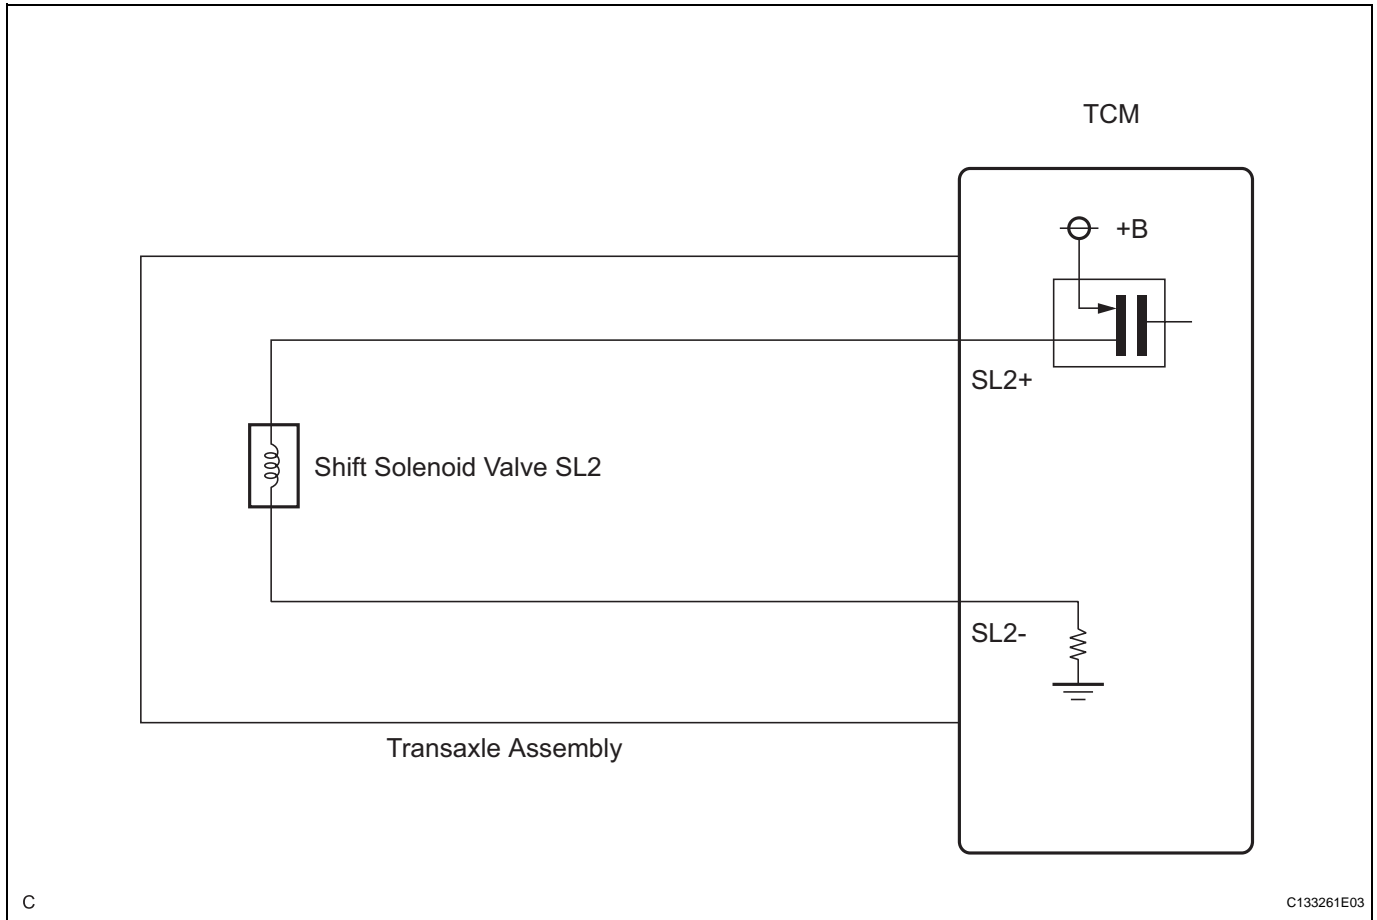 TCM
+B
SL2+
Shift Solenoid Valve SL2
SL2-
Transaxle Assembly
C
C133261E03